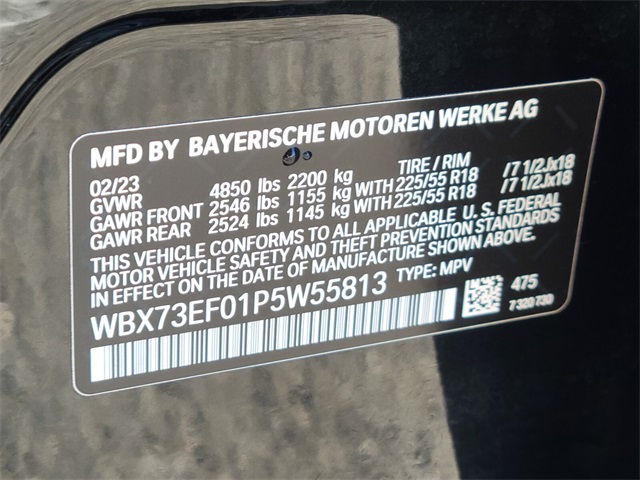 MFD BY BAYERISCHE MOTOREN WERKE AG
02/23 TIRE / RIM
GVWR 4850 lbs 2200 kg
GAWR FRONT 2546 lbs 1155 kg WITH 225/55 R18 /7 1/2Jx18
GAWR REAR 2524 lbs 1145 kg WITH 225/55 R18 /7 1/2Jx18
THIS VEHICLE CONFORMS TO ALL APPLICABLE U. S. FEDERAL
MOTOR VEHICLE SAFETY AND THEFT PREVENTION STANDARDS
IN EFFECT ON THE DATE OF MANUFACTURE SHOWN ABOVE.
WBX73EF01P5W55813 TYPE: MPV
475
7 320 730